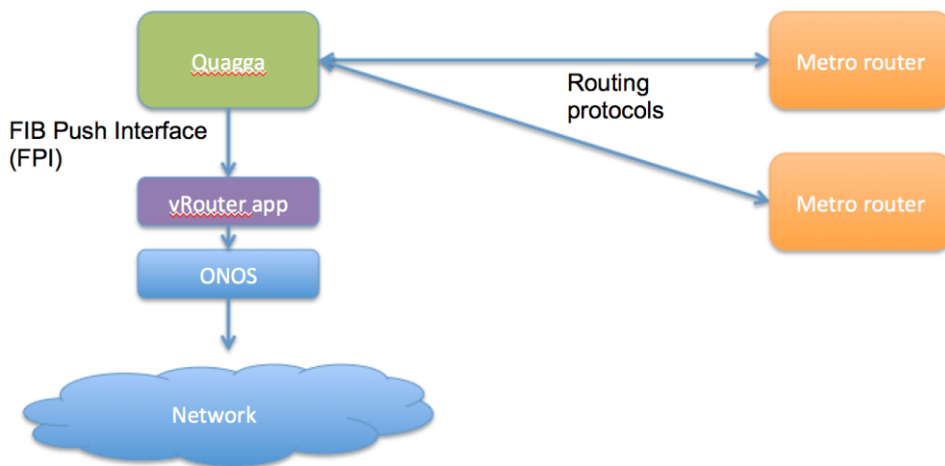 Quagga
Metro router
Routing
protocols
FIB Push Interface
(FPI)
vRouter app
Metro router
ONOS
Network